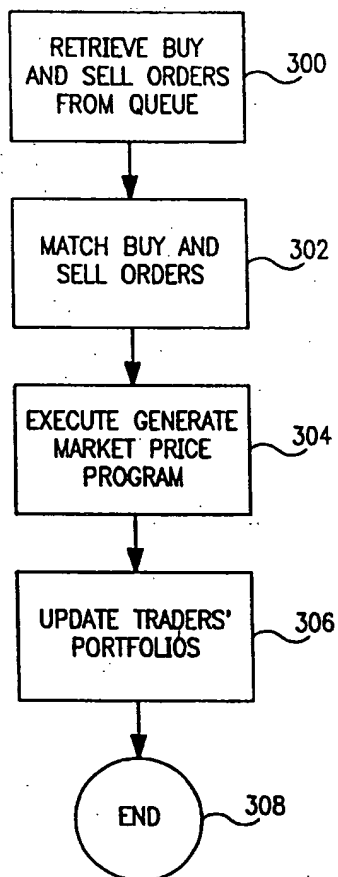 RETRIEVE BUY
AND SELL ORDERS
FROM QUEUE
300
MATCH BUY AND
SELL ORDERS
302
EXECUTE GENERATE
MARKET PRICE
PROGRAM
304
UPDATE TRADERS'
PORTFOLIOS
306
END
308